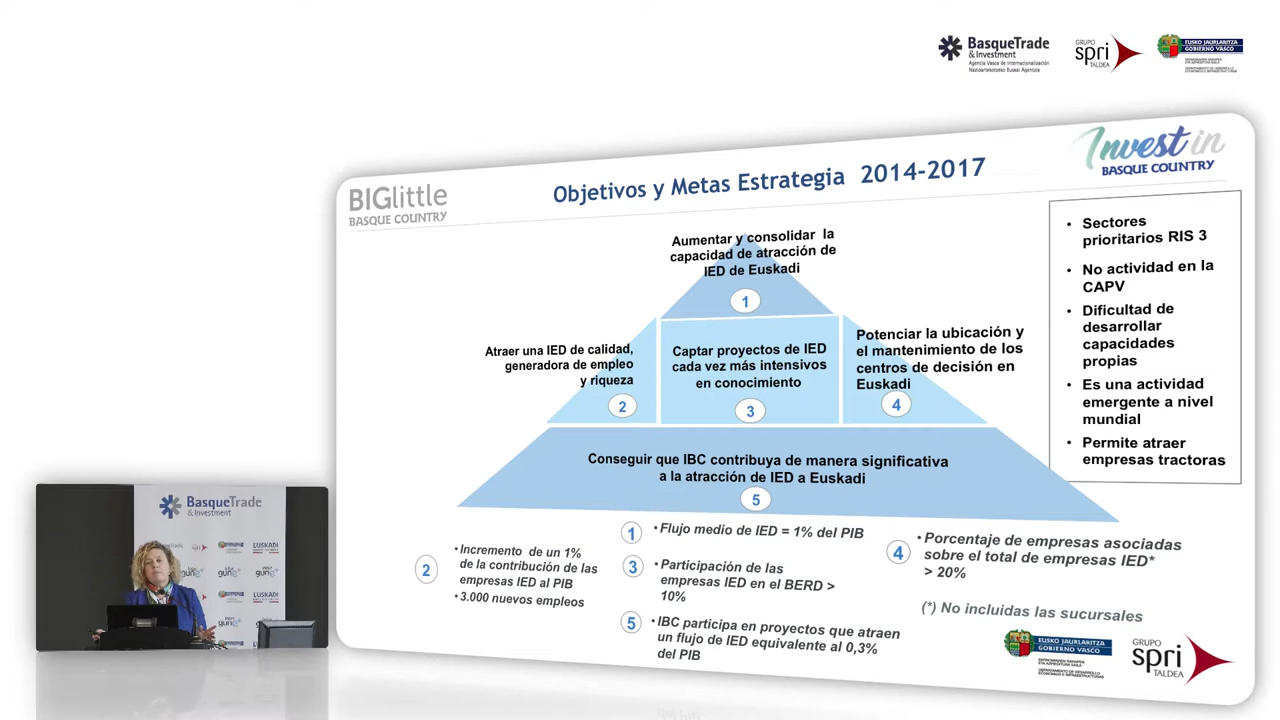 BasqueTrade
& Investment
Agencia Vasca de Internacionalización
Nazioartekotzeko Euskal Agentzia
GRUPO
spri
TALDEA
EUSKO JAURLARITZA
GOBIERNO VASCO
BIGlittle
BASQUE COUNTRY
Objetivos y Metas Estrategia 2014-2017
Invest in
BASQUE COUNTRY
Aumentar y consolidar la
capacidad de atracción de
IED de Euskadi
1
Atraer una IED de calidad,
generadora de empleo
y riqueza
2
Captar proyectos de IED
cada vez más intensivos
en conocimiento
3
Potenciar la ubicación y
el mantenimiento de los
centros de decisión en
Euskadi
4
Conseguir que IBC contribuya de manera significativa
a la atracción de IED a Euskadi
5
• Sectores
prioritarios RIS 3
• No actividad en la
CAPV
• Dificultad de
desarrollar
capacidades
propias
• Es una actividad
emergente a nivel
mundial
• Permite atraer
empresas tractoras
1
• Flujo medio de IED = 1% del PIB
2
• Incremento de un 1%
de la contribución de las
empresas IED al PIB
• 3.000 nuevos empleos
3
• Participación de las
empresas IED en el BERD >
10%
4
• Porcentaje de empresas asociadas
sobre el total de empresas IED*
> 20%
(*) No incluidas las sucursales
5
• IBC participa en proyectos que atraen
un flujo de IED equivalente al 0,3%
del PIB
EUSKO JAURLARITZA
GOBIERNO VASCO
GRUPO
spri
TALDEA
BasqueTrade
& Investment